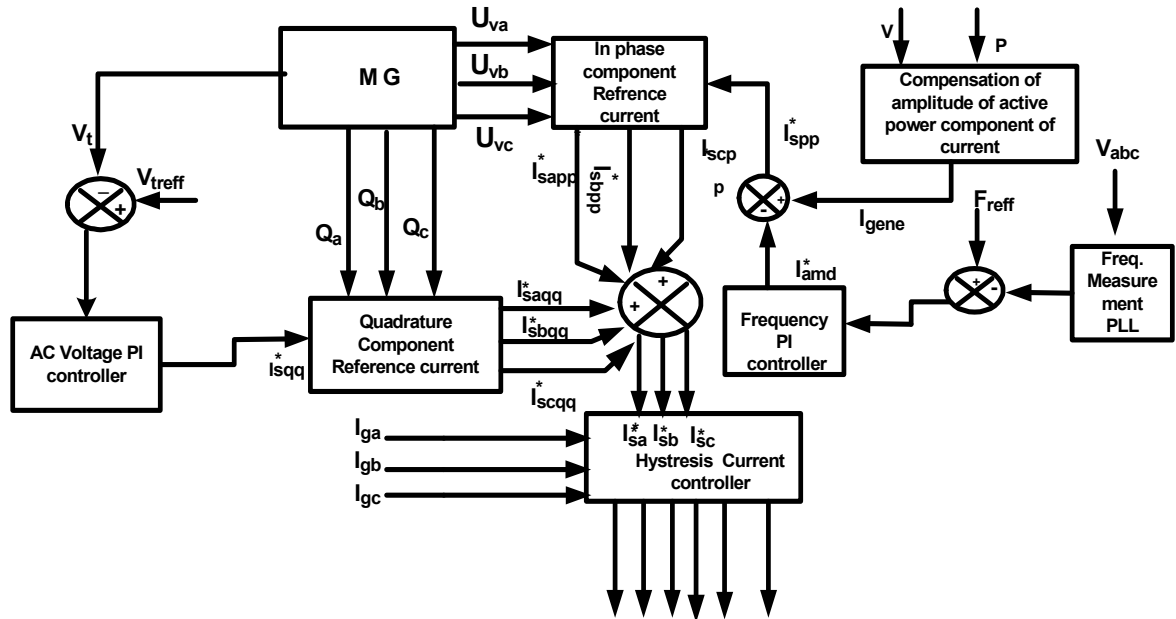 M G
U_va
U_vb
U_vc
In phase
component
Refrence
current
V
P
Compensation of
amplitude of active
power component of
current
V_abc
V_t
V_treff
I*_sapp
I*_sbpp
I_scp
p
I*_spp
I_gene
F_reff
Q_a
Q_b
Q_c
I*_amd
Freq.
Measure
ment
PLL
AC Voltage PI
controller
I*_sqq
Quadrature
Component
Reference current
I*_saqq
I*_sbqq
I*_scqq
Frequency
PI
controller
I_ga
I_gb
I_gc
I*_sa I*_sb I*_sc
Hystresis Current
controller